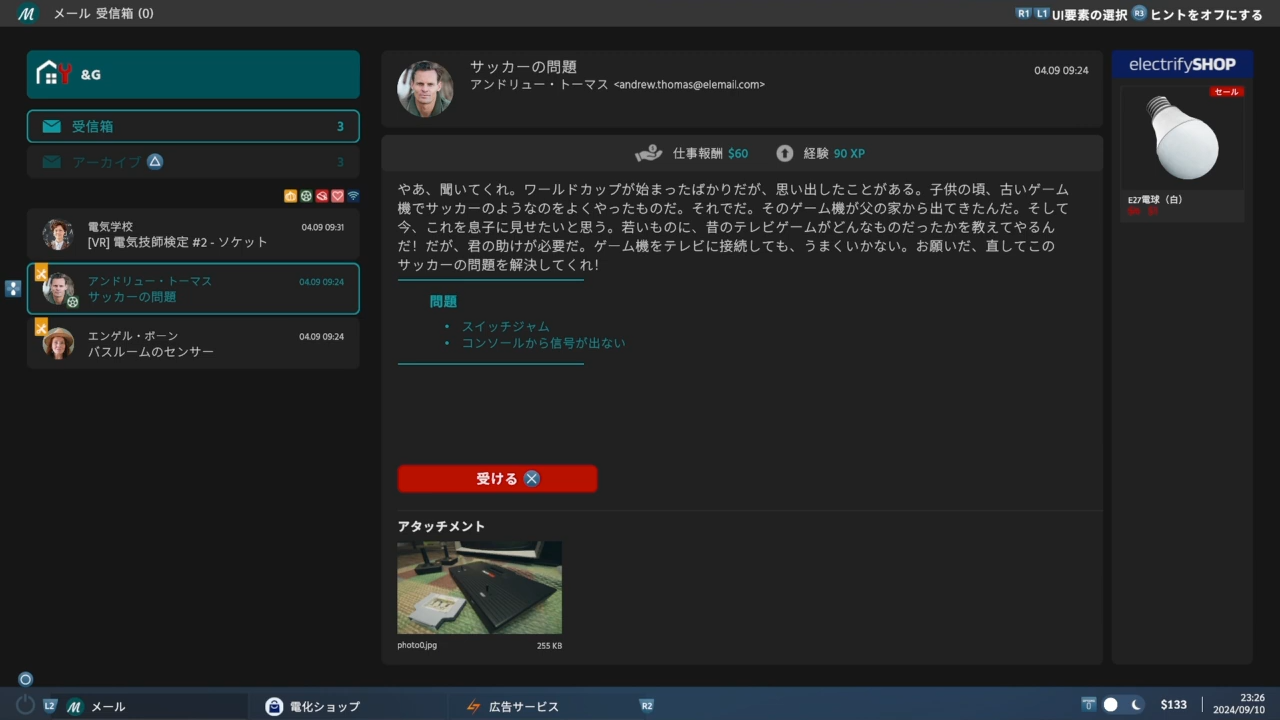 メール 受信箱 (0)
R1 L1 UI要素の選択 R3 ヒントをオフにする
&G
受信箱 3
アーカイブ 3
電気学校 04.09 09:31
[VR] 電気技師検定 #2 - ソケット
アンドリュー・トーマス 04.09 09:24
サッカーの問題
エンゲル・ボーン 04.09 09:24
バスルームのセンサー
サッカーの問題
アンドリュー・トーマス <andrew.thomas@elemail.com>
04.09 09:24
仕事報酬 $60 経験 90 XP
やあ、聞いてくれ。ワールドカップが始まったばかりだが、思い出したことがある。子供の頃、古いゲーム
機でサッカーのようなのをよくやったものだ。それでだ。そのゲーム機が父の家から出てきたんだ。そして
今、これを息子に見せたいと思う。若いものに、昔のテレビゲームがどんなものだったかを教えてやるん
だ! だが、君の助けが必要だ。ゲーム機をテレビに接続しても、うまくいかない。お願いだ、直してこの
サッカーの問題を解決してくれ!
問題
• スイッチジャム
• コンソールから信号が出ない
受ける
アタッチメント
photo0.jpg 255 KB
electrifySHOP
セール
E27電球（白）
L2 メール
電化ショップ
広告サービス
R2
0
$133
23:26
2024/09/10